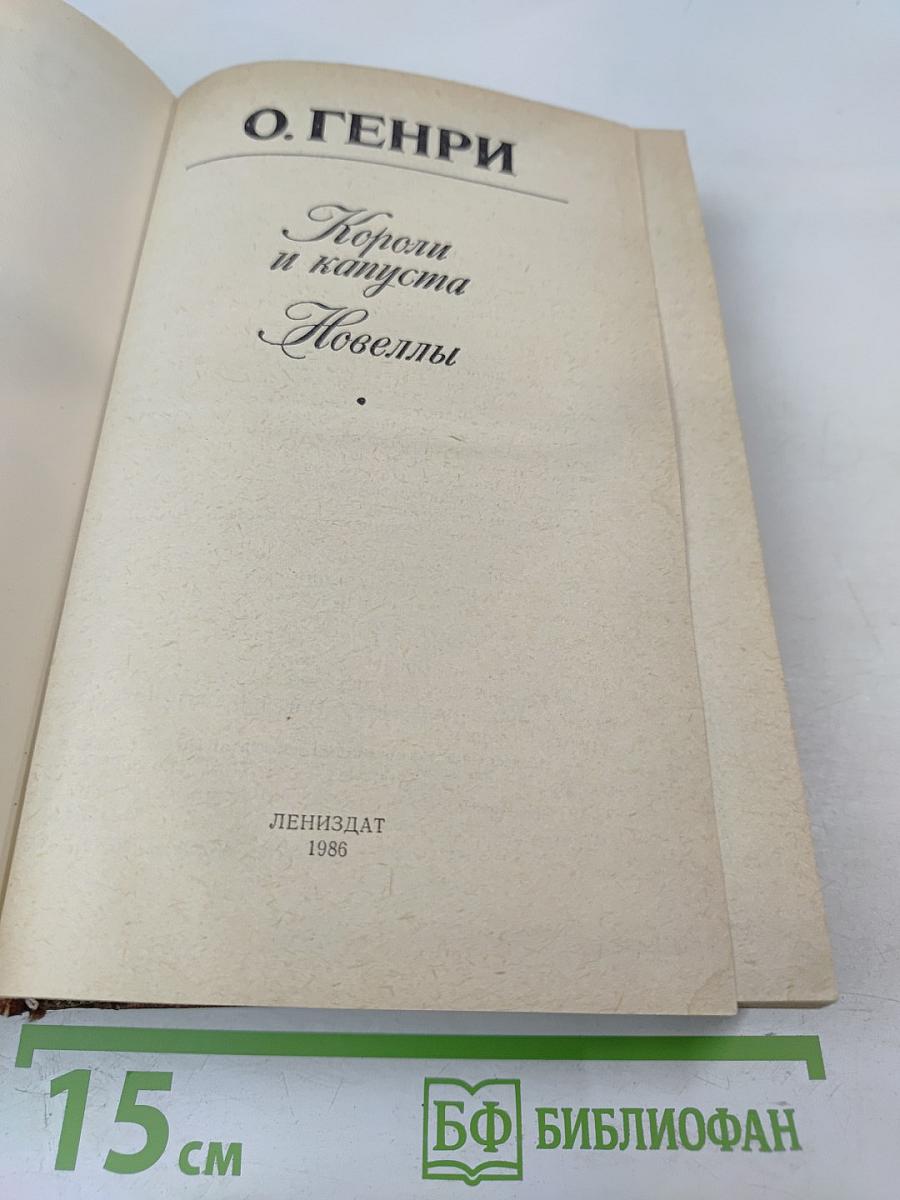 О. ГЕНРИ
Короли
и капуста
Новеллы
ЛЕНИЗДАТ
1986
15 см
БФ БИБЛИОФАН